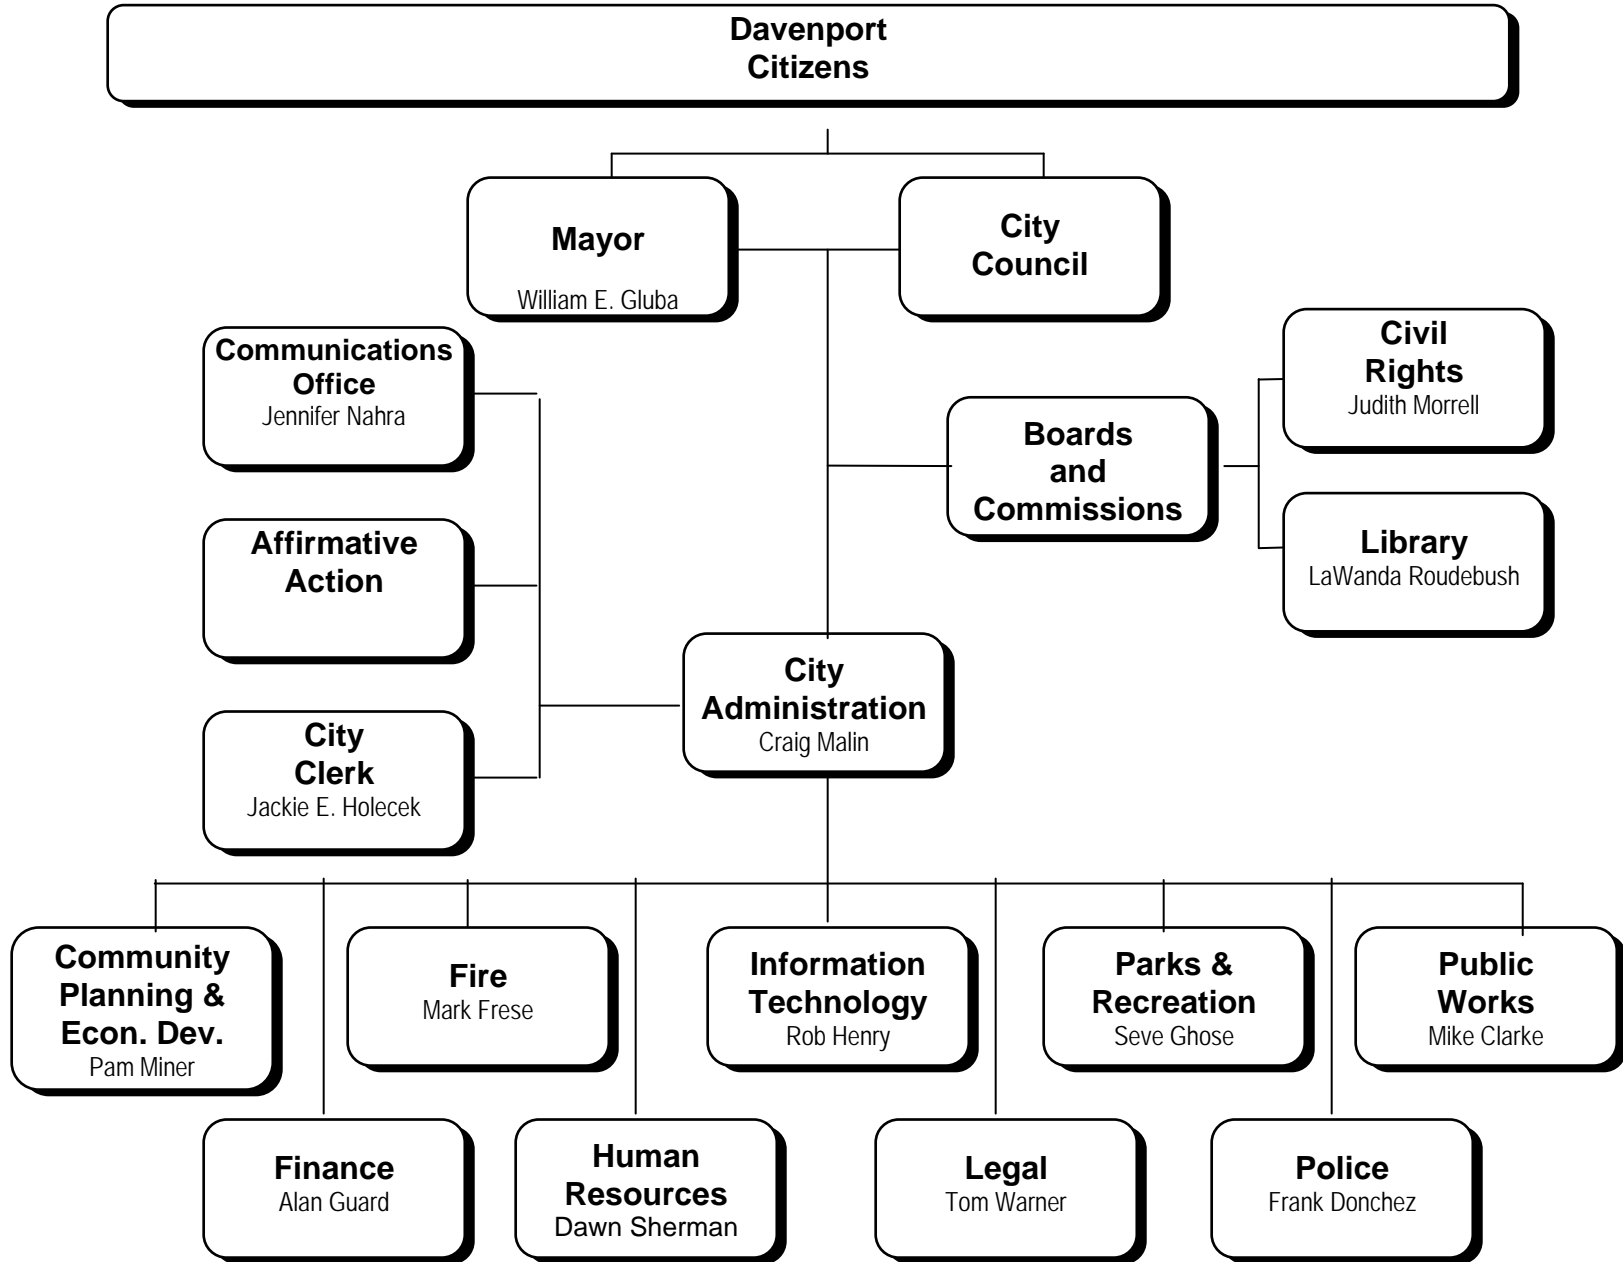 Davenport
Citizens
Mayor
William E. Gluba
City
Council
Communications
Office
Jennifer Nahra
Civil
Rights
Judith Morrell
Boards
and
Commissions
Affirmative
Action
Library
LaWanda Roudebush
City
Administration
Craig Malin
City
Clerk
Jackie E. Holecek
Community
Planning &
Econ. Dev.
Pam Miner
Fire
Mark Frese
Information
Technology
Rob Henry
Parks &
Recreation
Seve Ghose
Public
Works
Mike Clarke
Finance
Alan Guard
Human
Resources
Dawn Sherman
Legal
Tom Warner
Police
Frank Donchez